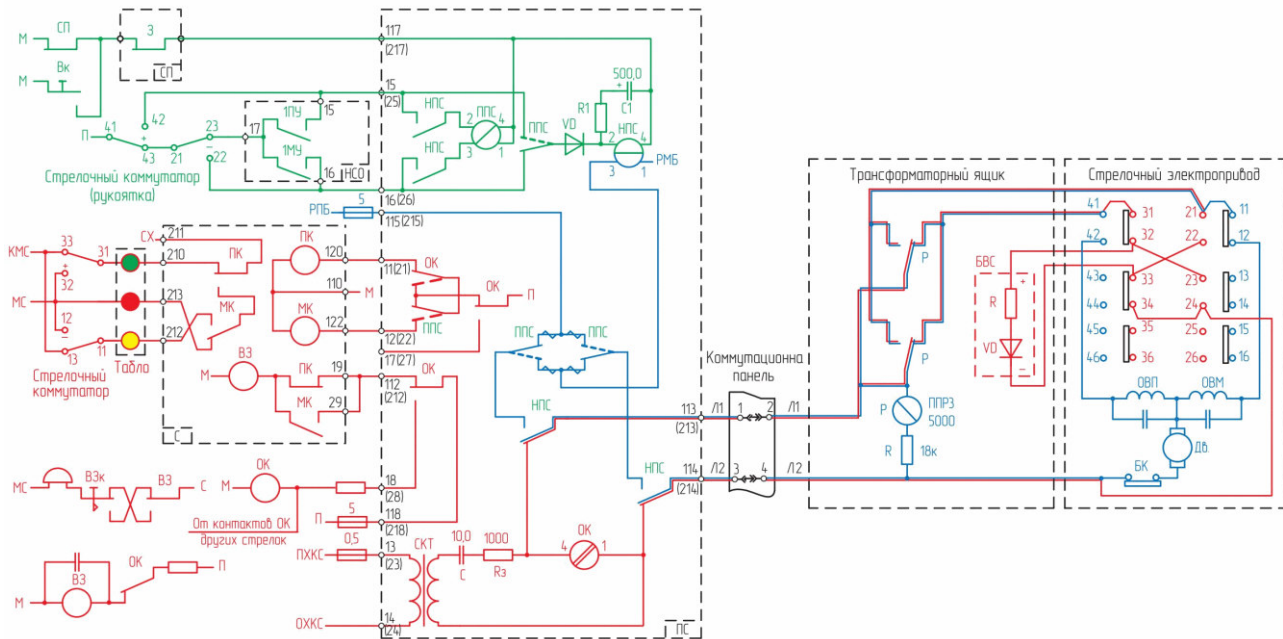 М
СП
З
СП
М
Вк
П
41
42
+
43
21
23
−
22
Стрелочный коммутатор
(рукоятка)
17
1ПУ
1МУ
15
16
НСО
117
(217)
15
(25)
16(26)
НПС
НПС
2
3
ППС
4
1
ППС
VD
R1
500,0
+
C1
НПС
2
4
3
1
РМБ
РПБ
5
115(215)
КМС
33
31
+
32
МС
12
−
13
11
Табло
Стрелочный
коммутатор
СХ
211
210
213
212
ПК
МК
ПК
МК
120
110
М
122
М
ВЗ
ПК
МК
19
29
С
11(21)
12(22)
17(27)
112
(212)
ОК
ППС
ОК
П
ОК
ППС
ППС
НПС
НПС
МС
ВЗк
ВЗ
С
М
ОК
От контактов ОК
других стрелок
18
(28)
П
5
118
(218)
ПХКС
0,5
13
(23)
ОХКС
14
(24)
М
ВЗ
ОК
П
СКТ
10,0
С
1000
Rз
4
ОК
1
ПС
113
(213)
114
(214)
Коммутационна
панель
Л1
1
2
Л1
Л2
3
4
Л2
Трансформаторный ящик
Р
Р
Р
ППРЗ
5000
R
18к
БВС
+
R
VD
−
Стрелочный электропривод
41
31
21
11
42
32
22
12
43
33
23
13
44
34
24
14
45
35
25
15
46
36
26
16
ОВП
ОВМ
БК
Дв.